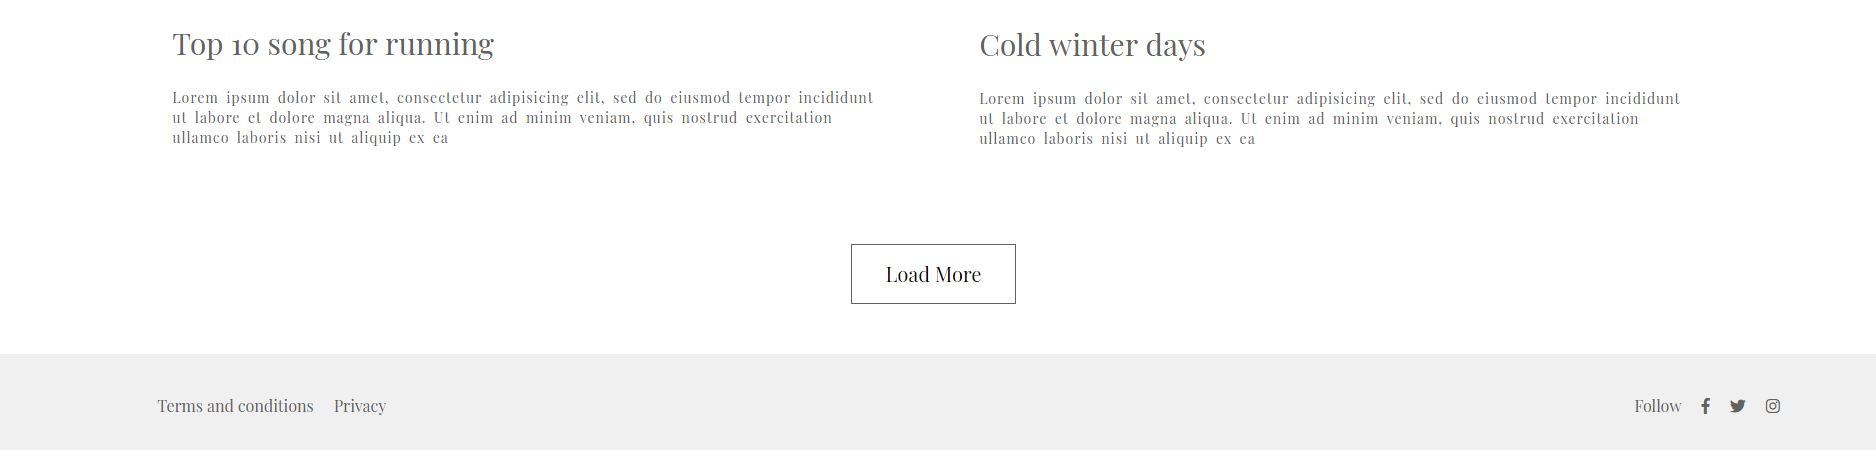 Top 10 song for running
Lorem ipsum dolor sit amet, consectetur adipisicing elit, sed do eiusmod tempor incididunt
ut labore et dolore magna aliqua. Ut enim ad minim veniam, quis nostrud exercitation
ullamco laboris nisi ut aliquip ex ea
Cold winter days
Lorem ipsum dolor sit amet, consectetur adipisicing elit, sed do eiusmod tempor incididunt
ut labore et dolore magna aliqua. Ut enim ad minim veniam, quis nostrud exercitation
ullamco laboris nisi ut aliquip ex ea
Load More
Terms and conditions Privacy
Follow